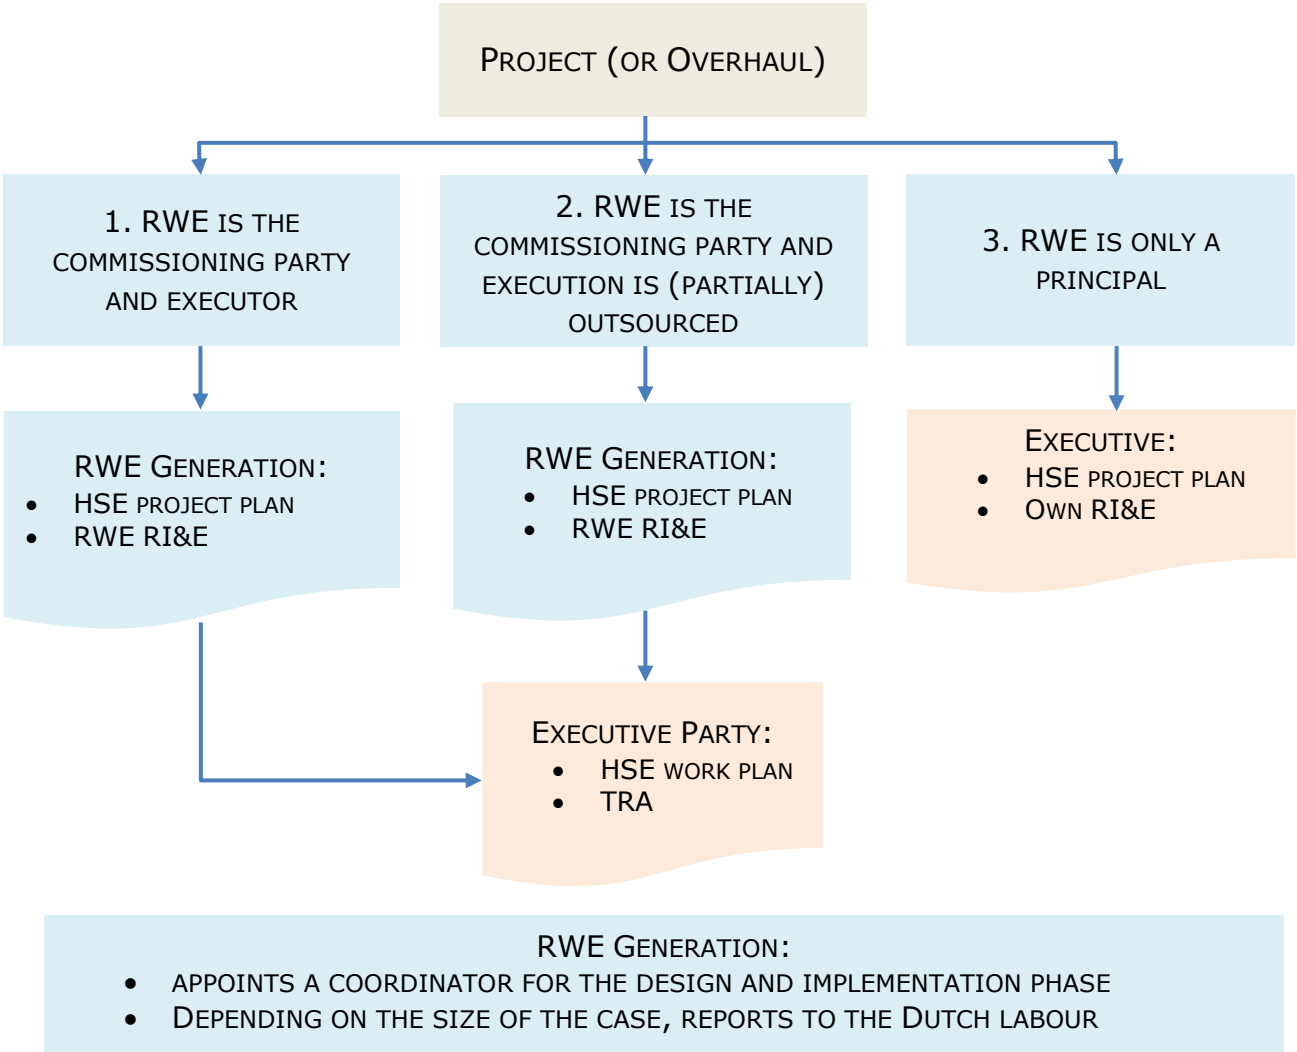 Project (or Overhaul)
1. RWE is the
commissioning party
and executor
2. RWE is the
commissioning party and
execution is (partially)
outsourced
3. RWE is only a
principal
RWE Generation:
• HSE project plan
• RWE RI&E
RWE Generation:
• HSE project plan
• RWE RI&E
Executive:
• HSE project plan
• Own RI&E
Executive Party:
• HSE work plan
• TRA
RWE Generation:
• appoints a coordinator for the design and implementation phase
• Depending on the size of the case, reports to the Dutch labour